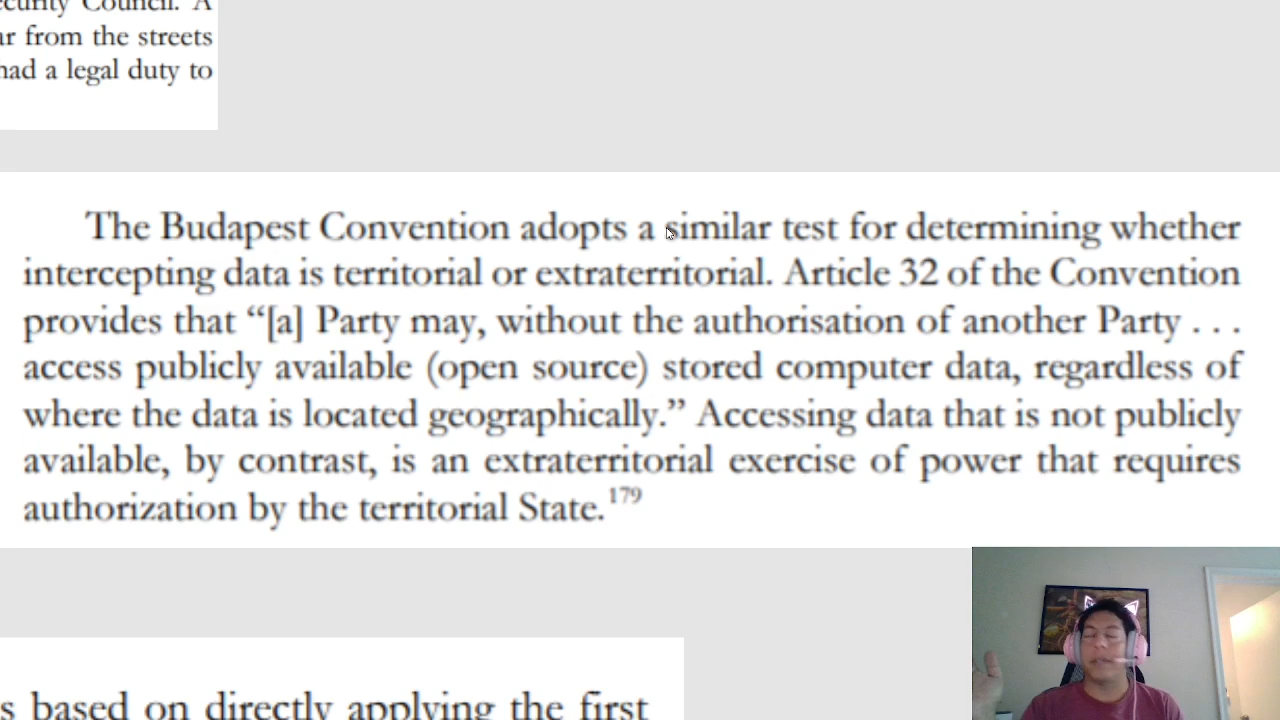 ecurity Council. A
ar from the streets
had a legal duty to
The Budapest Convention adopts a similar test for determining whether
intercepting data is territorial or extraterritorial. Article 32 of the Convention
provides that “[a] Party may, without the authorisation of another Party . . .
access publicly available (open source) stored computer data, regardless of
where the data is located geographically.” Accessing data that is not publicly
available, by contrast, is an extraterritorial exercise of power that requires
authorization by the territorial State.179
s based on directly applying the first